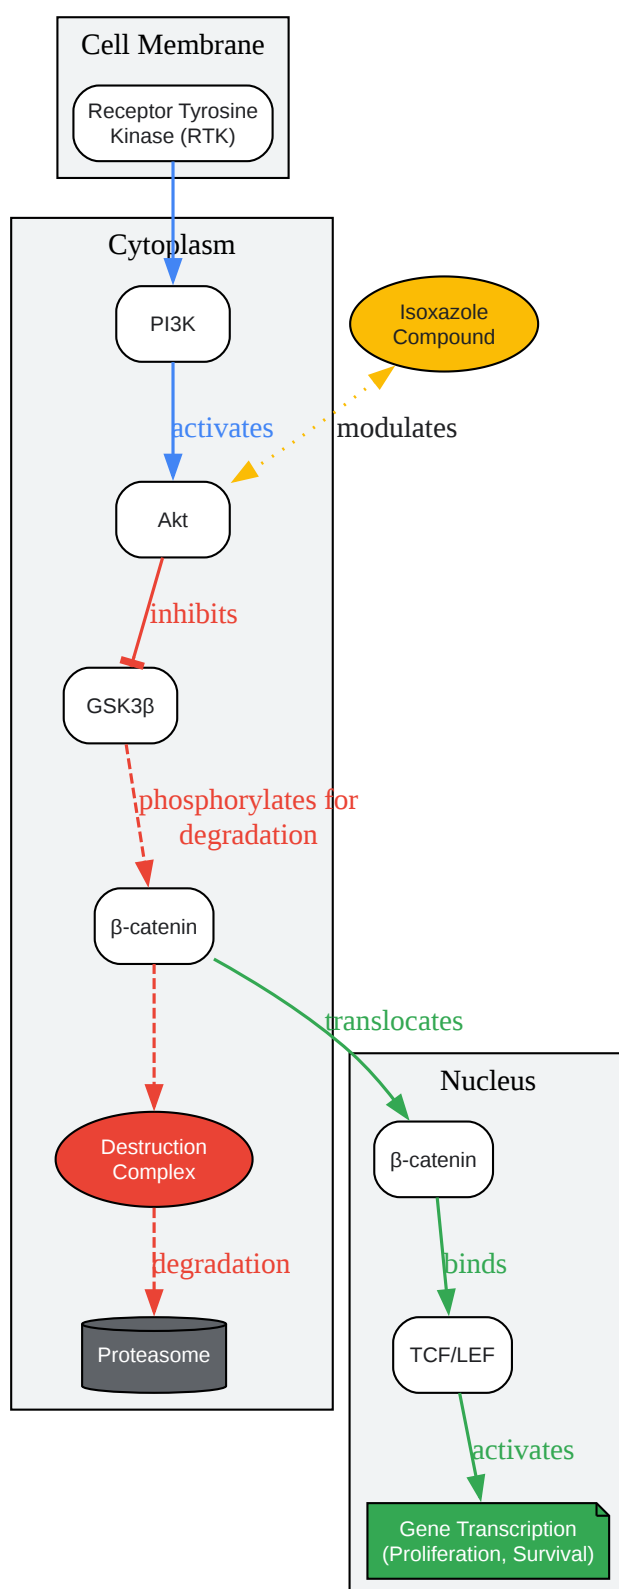 Cell Membrane
Receptor Tyrosine
Kinase (RTK)
Cytoplasm
PI3K
Isoxazole
Compound
activates
modulates
Akt
inhibits
GSK3β
phosphorylates for
degradation
β-catenin
translocates
Nucleus
Destruction
Complex
β-catenin
degradation
binds
Proteasome
TCF/LEF
activates
Gene Transcription
(Proliferation, Survival)